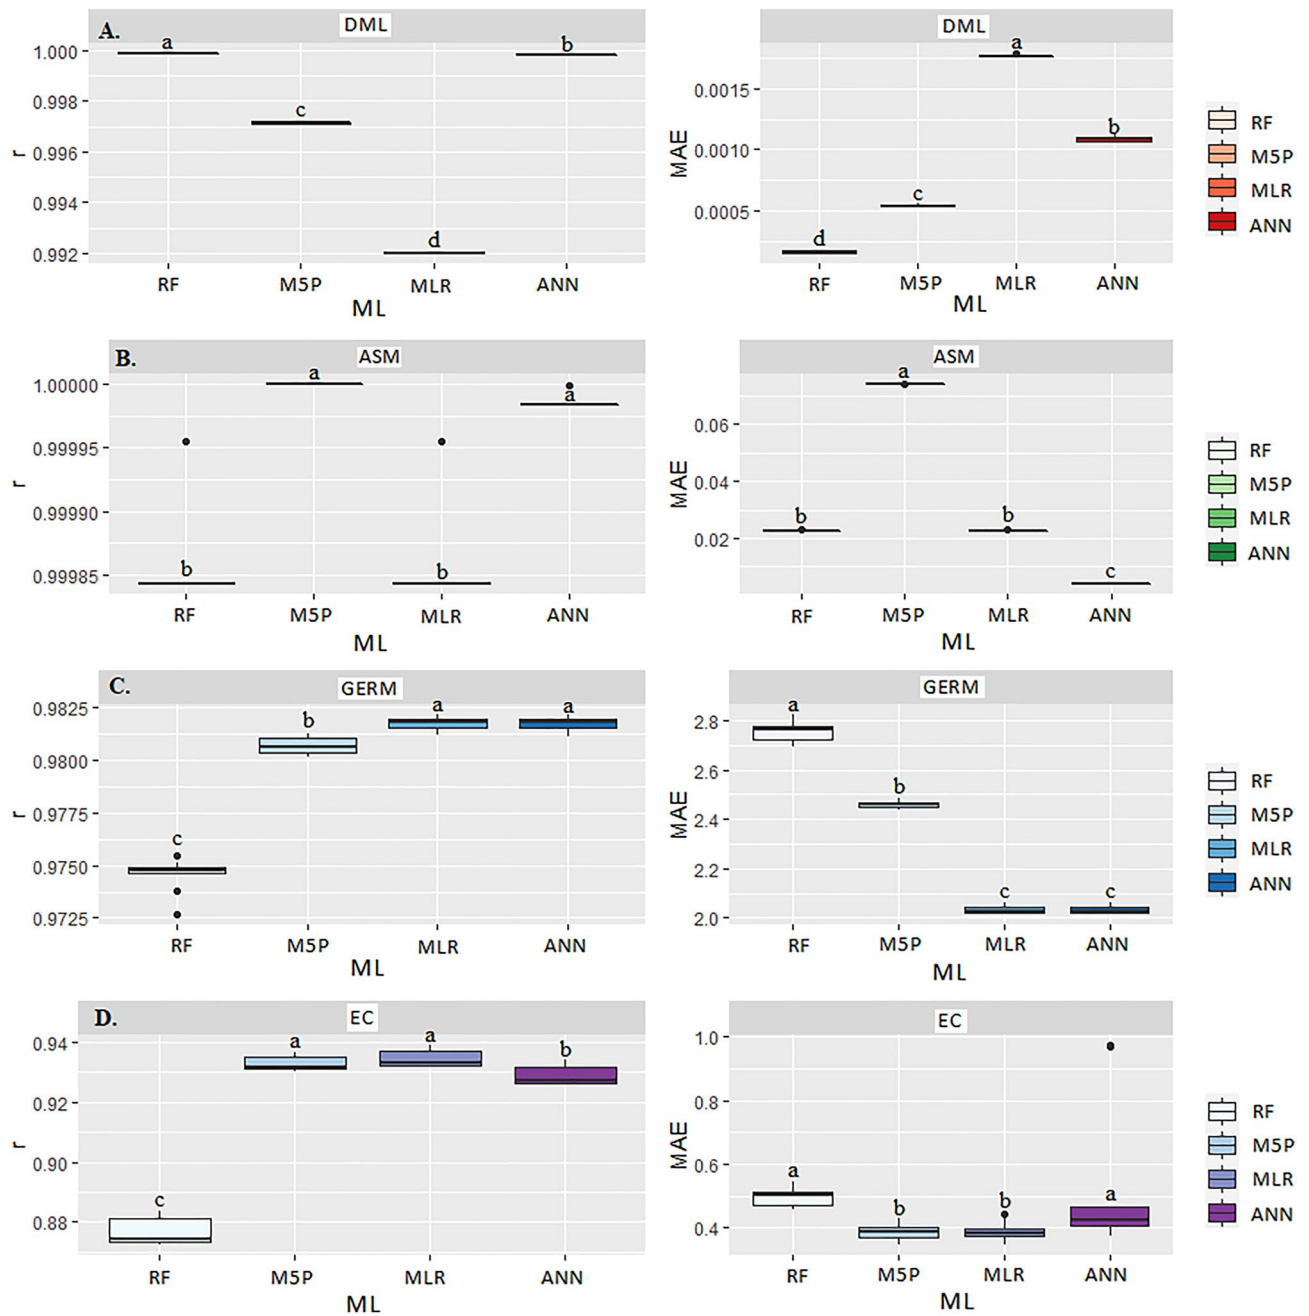 A.
DML
r
1.000
0.998
0.996
0.994
0.992
a
c
d
b
RF M5P MLR ANN
ML
DML
MAE
0.0015
0.0010
0.0005
d
c
a
b
RF M5P MLR ANN
ML
RF
M5P
MLR
ANN
B.
ASM
r
1.00000
0.99995
0.99990
0.99985
b
a
b
a
RF M5P MLR ANN
ML
ASM
MAE
0.06
0.04
0.02
b
a
b
c
RF M5P MLR ANN
ML
RF
M5P
MLR
ANN
C.
GERM
r
0.9825
0.9800
0.9775
0.9750
0.9725
c
b
a
a
RF M5P MLR ANN
ML
GERM
MAE
2.8
2.6
2.4
2.2
2.0
a
b
c
c
RF M5P MLR ANN
ML
RF
M5P
MLR
ANN
D.
EC
r
0.94
0.92
0.90
0.88
c
a
a
b
RF M5P MLR ANN
ML
EC
MAE
1.0
0.8
0.6
0.4
a
b
b
a
RF M5P MLR ANN
ML
RF
M5P
MLR
ANN